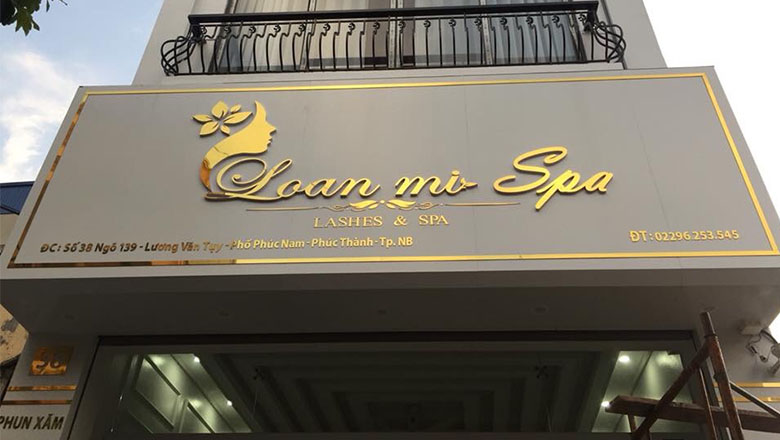 Loan mi Spa
LASHES & SPA
ĐC: Số 38 Ngõ 139 - Lương Văn Tụy - Phố Phúc Nam - Phúc Thành - Tp. NB
ĐT: 02296 253.545
PHUN XĂM